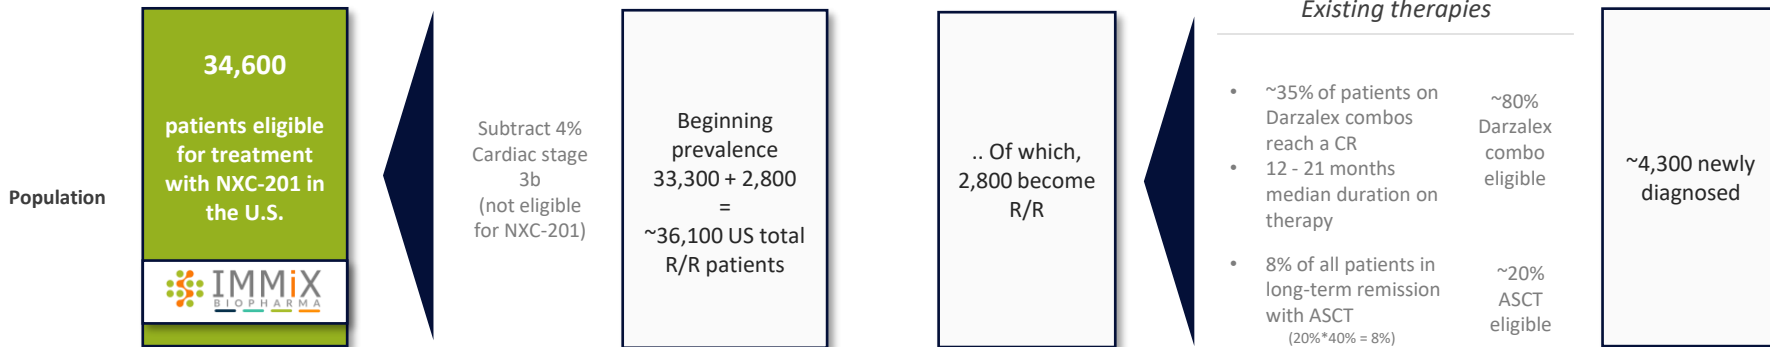 Population
34,600
patients eligible
for treatment
with NXC-201 in
the U.S.
IMMiX
BIOPHARMA
Subtract 4%
Cardiac stage
3b
(not eligible
for NXC-201)
Beginning
prevalence
33,300 + 2,800
=
~36,100 US total
R/R patients
.. Of which,
2,800 become
R/R
Existing therapies
• ~35% of patients on
Darzalex combos
reach a CR
• 12 - 21 months
median duration on
therapy
~80%
Darzalex
combo
eligible
• 8% of all patients in
long-term remission
with ASCT
(20%*40% = 8%)
~20%
ASCT
eligible
~4,300 newly
diagnosed